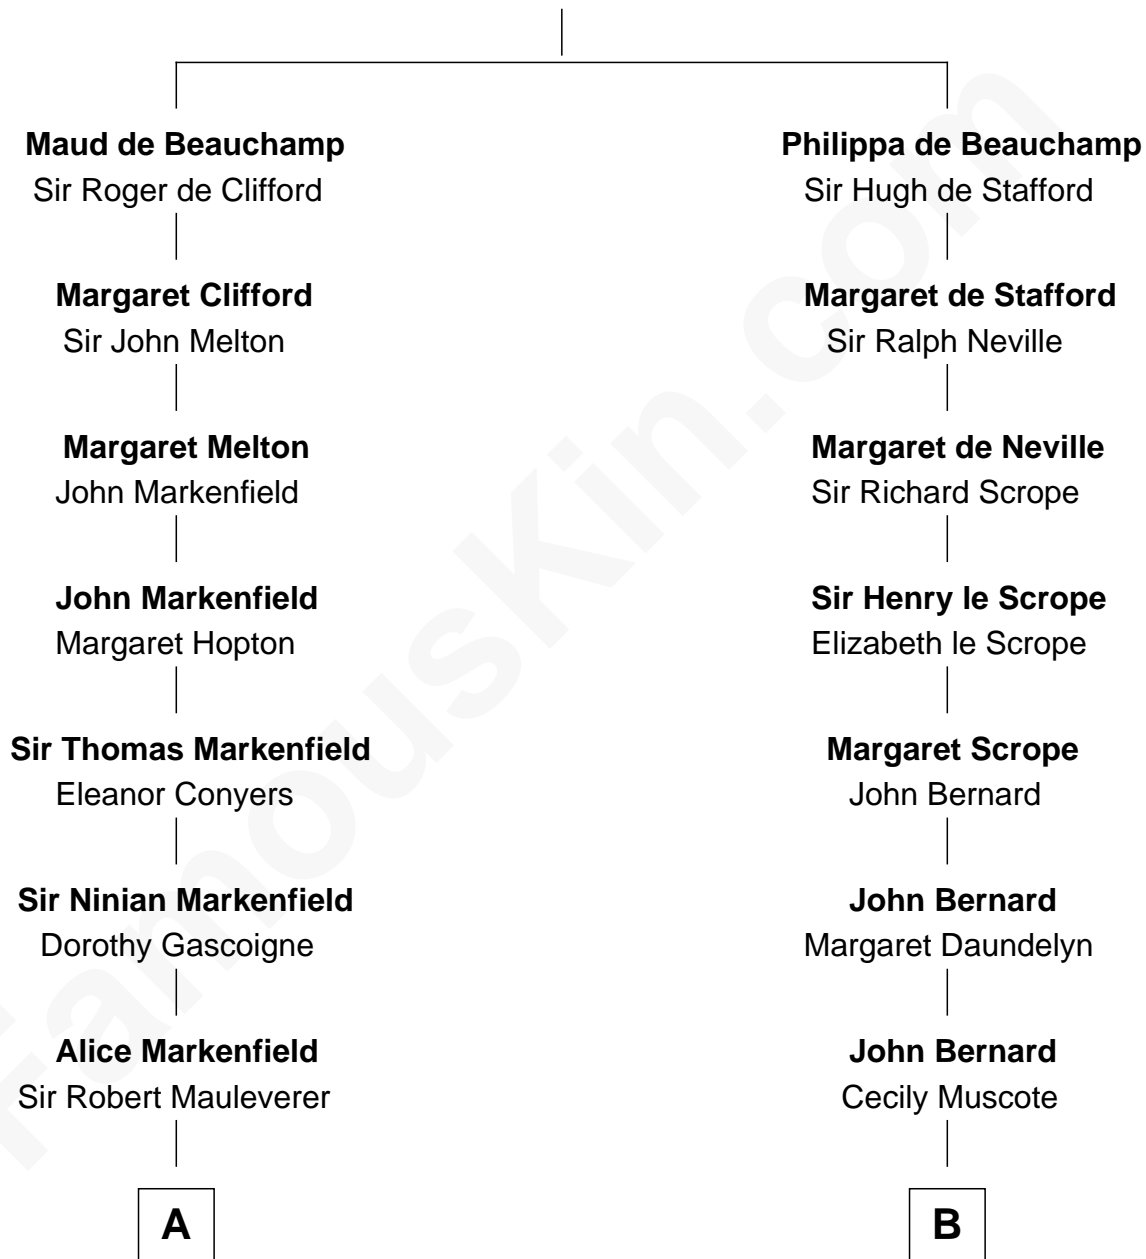 Maud de Beauchamp
Sir Roger de Clifford
Margaret Clifford
Sir John Melton
Margaret Melton
John Markenfield
John Markenfield
Margaret Hopton
Sir Thomas Markenfield
Eleanor Conyers
Sir Ninian Markenfield
Dorothy Gascoigne
Alice Markenfield
Sir Robert Mauleverer
A
Philippa de Beauchamp
Sir Hugh de Stafford
Margaret de Stafford
Sir Ralph Neville
Margaret de Neville
Sir Richard Scrope
Sir Henry le Scrope
Elizabeth le Scrope
Margaret Scrope
John Bernard
John Bernard
Margaret Daundelyn
John Bernard
Cecily Muscote
B
FamousKin.com